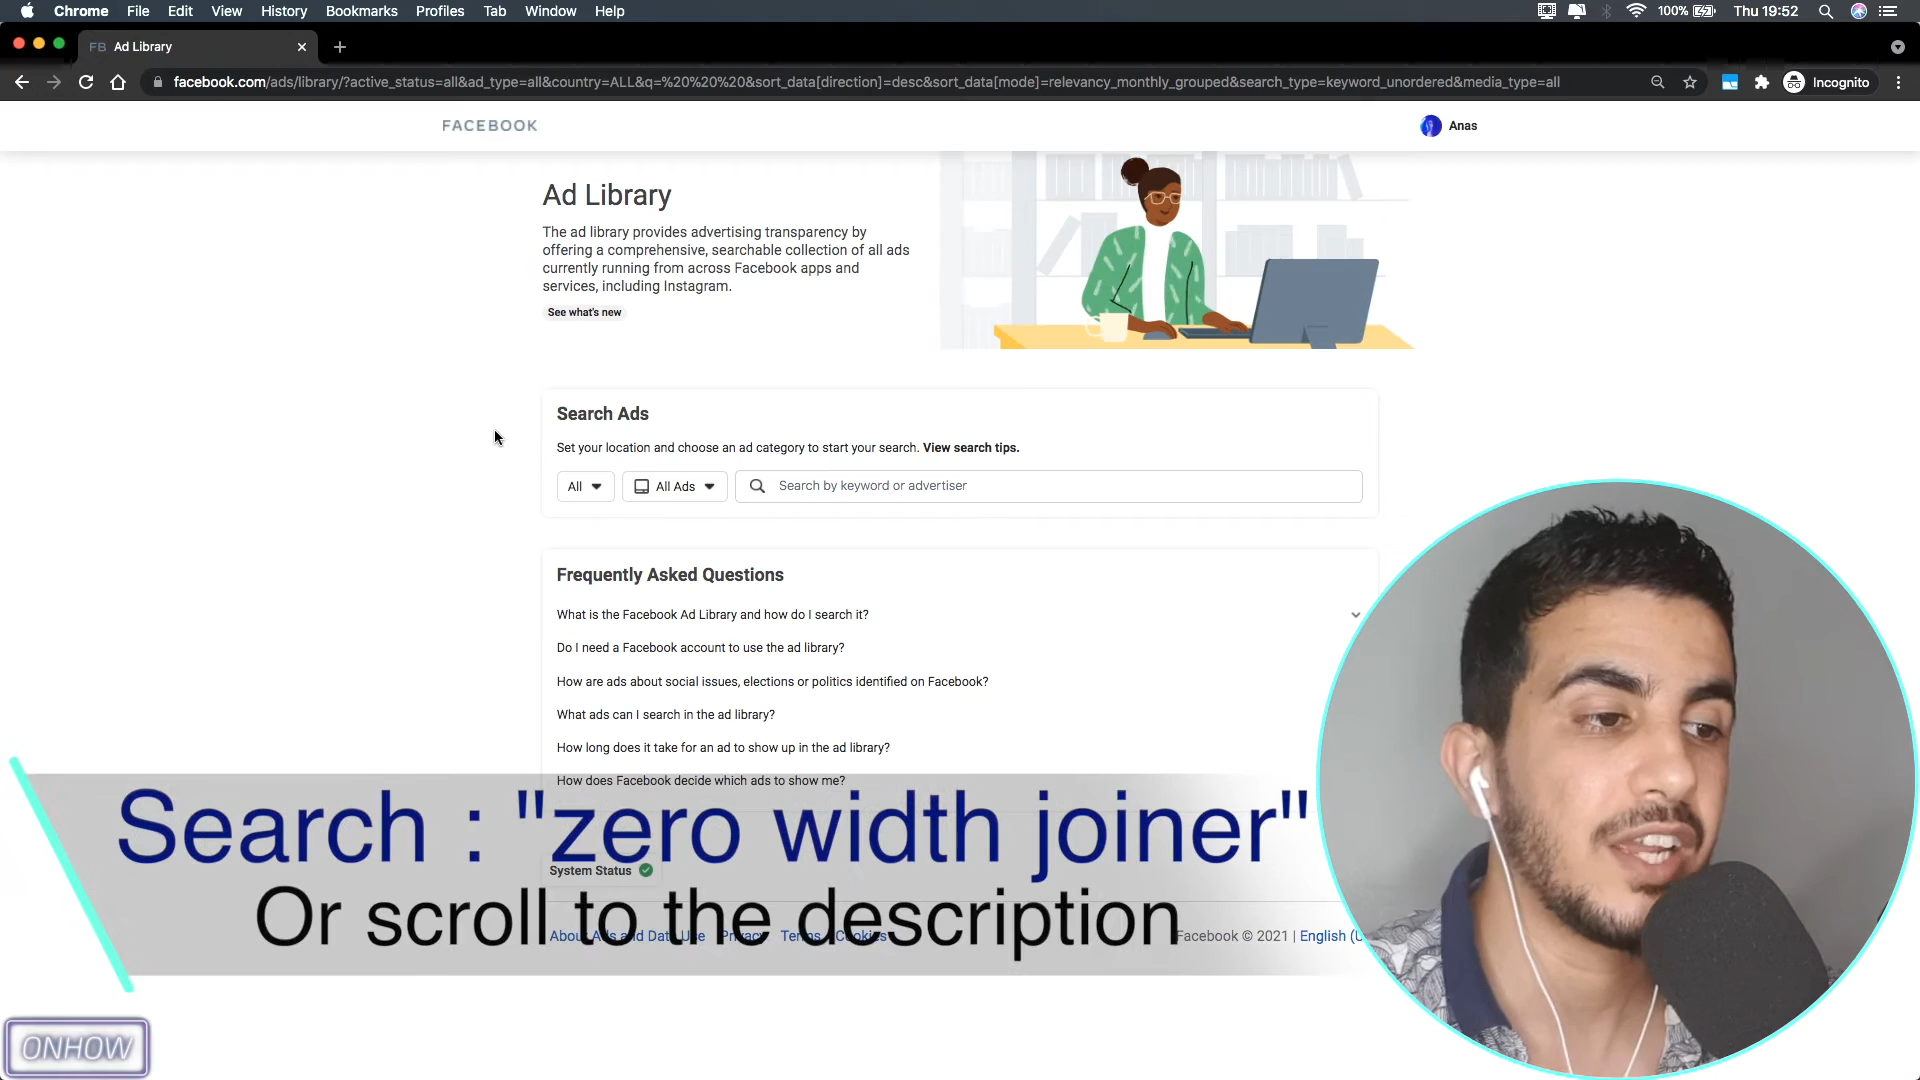 Chrome File Edit View History Bookmarks Profiles Tab Window Help 100% Thu 19:52
FB Ad Library
facebook.com/ads/library/?active_status=all&ad_type=all&country=ALL&q=%20%20%20&sort_data[direction]=desc&sort_data[mode]=relevancy_monthly_grouped&search_type=keyword_unordered&media_type=all Incognito
FACEBOOK
Anas
Ad Library
The ad library provides advertising transparency by
offering a comprehensive, searchable collection of all ads
currently running from across Facebook apps and
services, including Instagram.
See what's new
Search Ads
Set your location and choose an ad category to start your search. View search tips.
All All Ads Search by keyword or advertiser
Frequently Asked Questions
What is the Facebook Ad Library and how do I search it?
Do I need a Facebook account to use the ad library?
How are ads about social issues, elections or politics identified on Facebook?
What ads can I search in the ad library?
How long does it take for an ad to show up in the ad library?
How does Facebook decide which ads to show me?
Search : "zero width joiner"
System Status
Or scroll to the description
About Ads and Data Use Privacy Terms Cookies Facebook © 2021 | English
ONHOW